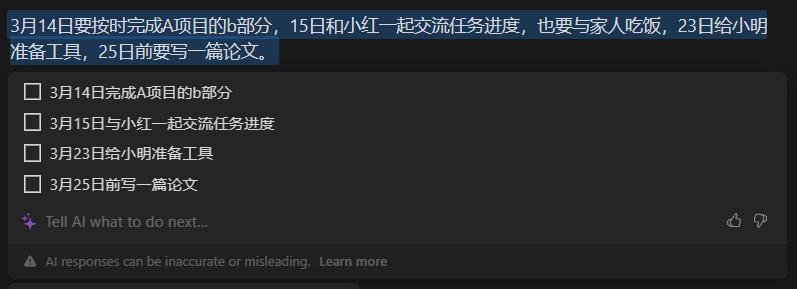 3月14日要按时完成A项目的b部分，15日和小红一起交流任务进度，也要与家人吃饭，23日给小明
准备工具，25日前要写一篇论文。
3月14日完成A项目的b部分
3月15日与小红一起交流任务进度
3月23日给小明准备工具
3月25日前写一篇论文
Tell AI what to do next...
AI responses can be inaccurate or misleading. Learn more